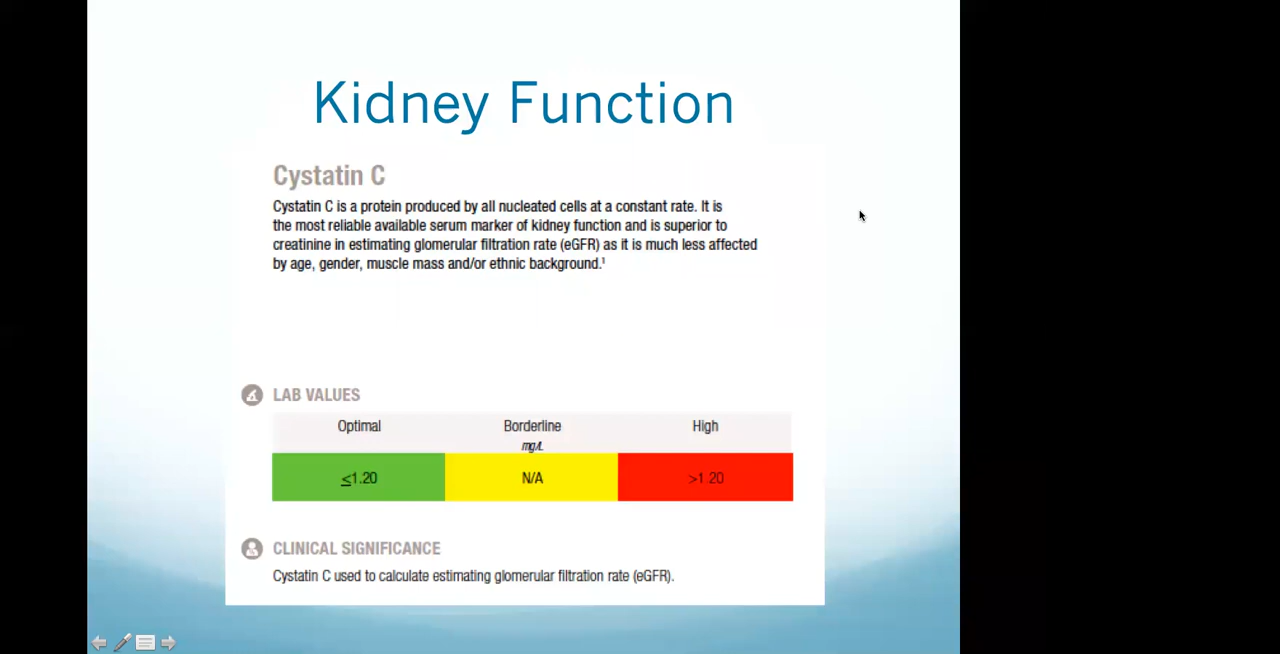 Kidney Function
Cystatin C
Cystatin C is a protein produced by all nucleated cells at a constant rate. It is
the most reliable available serum marker of kidney function and is superior to
creatinine in estimating glomerular filtration rate (eGFR) as it is much less affected
by age, gender, muscle mass and/or ethnic background.¹
LAB VALUES
Optimal Borderline High
mg/L
≤1.20 N/A >1.20
CLINICAL SIGNIFICANCE
Cystatin C used to calculate estimating glomerular filtration rate (eGFR).